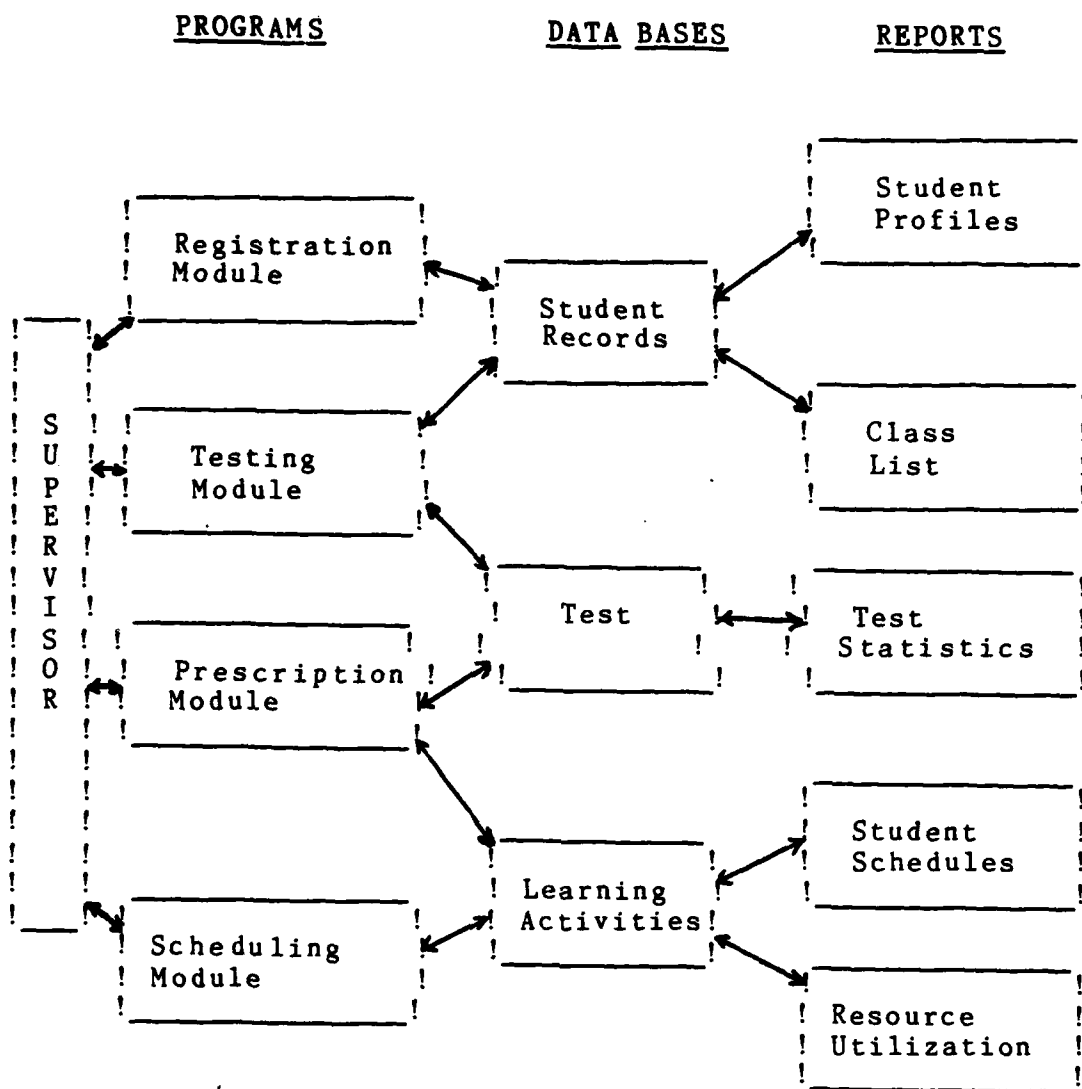 PROGRAMS
DATA BASES
REPORTS
SUPERVISOR
Registration
Module
Testing
Module
Prescription
Module
Scheduling
Module
Student
Records
Test
Learning
Activities
Student
Profiles
Class
List
Test
Statistics
Student
Schedules
Resource
Utilization